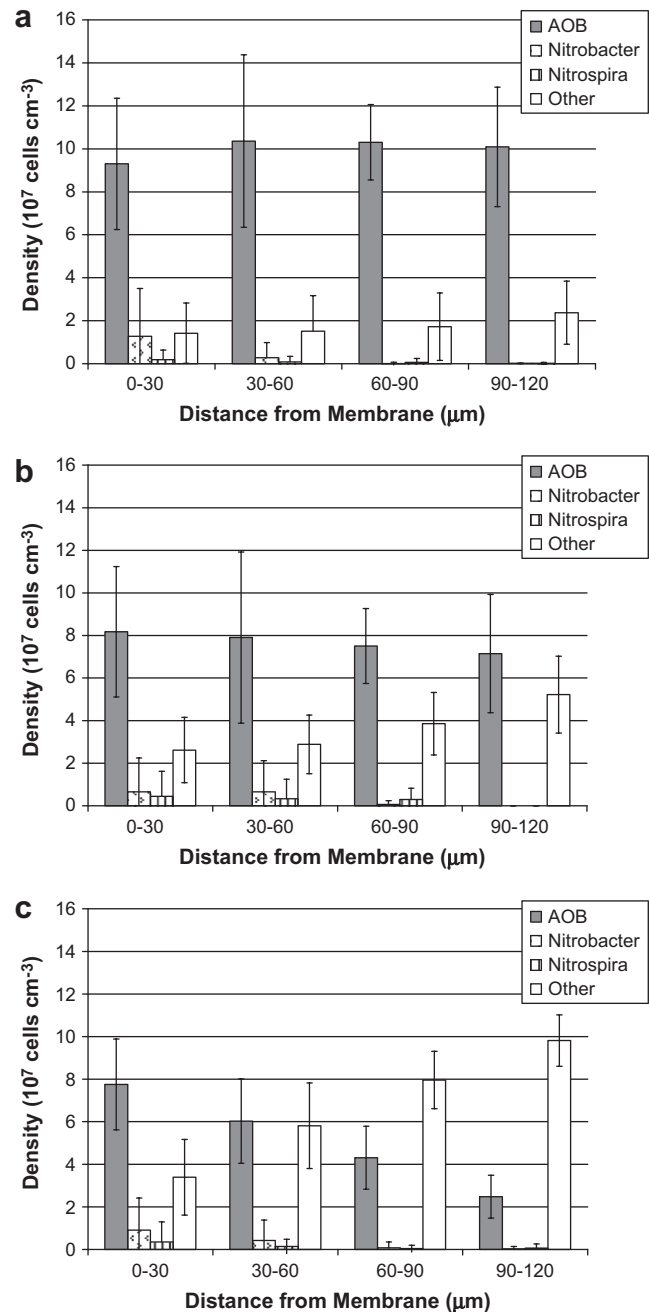 a
16
14
12
10
8
6
4
2
0
Density (10⁷ cells cm⁻³)
AOB
Nitrobacter
Nitrospira
Other
0-30 30-60 60-90 90-120
Distance from Membrane (μm)
b
16
14
12
10
8
6
4
2
0
Density (10⁷ cells cm⁻³)
AOB
Nitrobacter
Nitrospira
Other
0-30 30-60 60-90 90-120
Distance from Membrane (μm)
c
16
14
12
10
8
6
4
2
0
Density (10⁷ cells cm⁻³)
AOB
Nitrobacter
Nitrospira
Other
0-30 30-60 60-90 90-120
Distance from Membrane (μm)